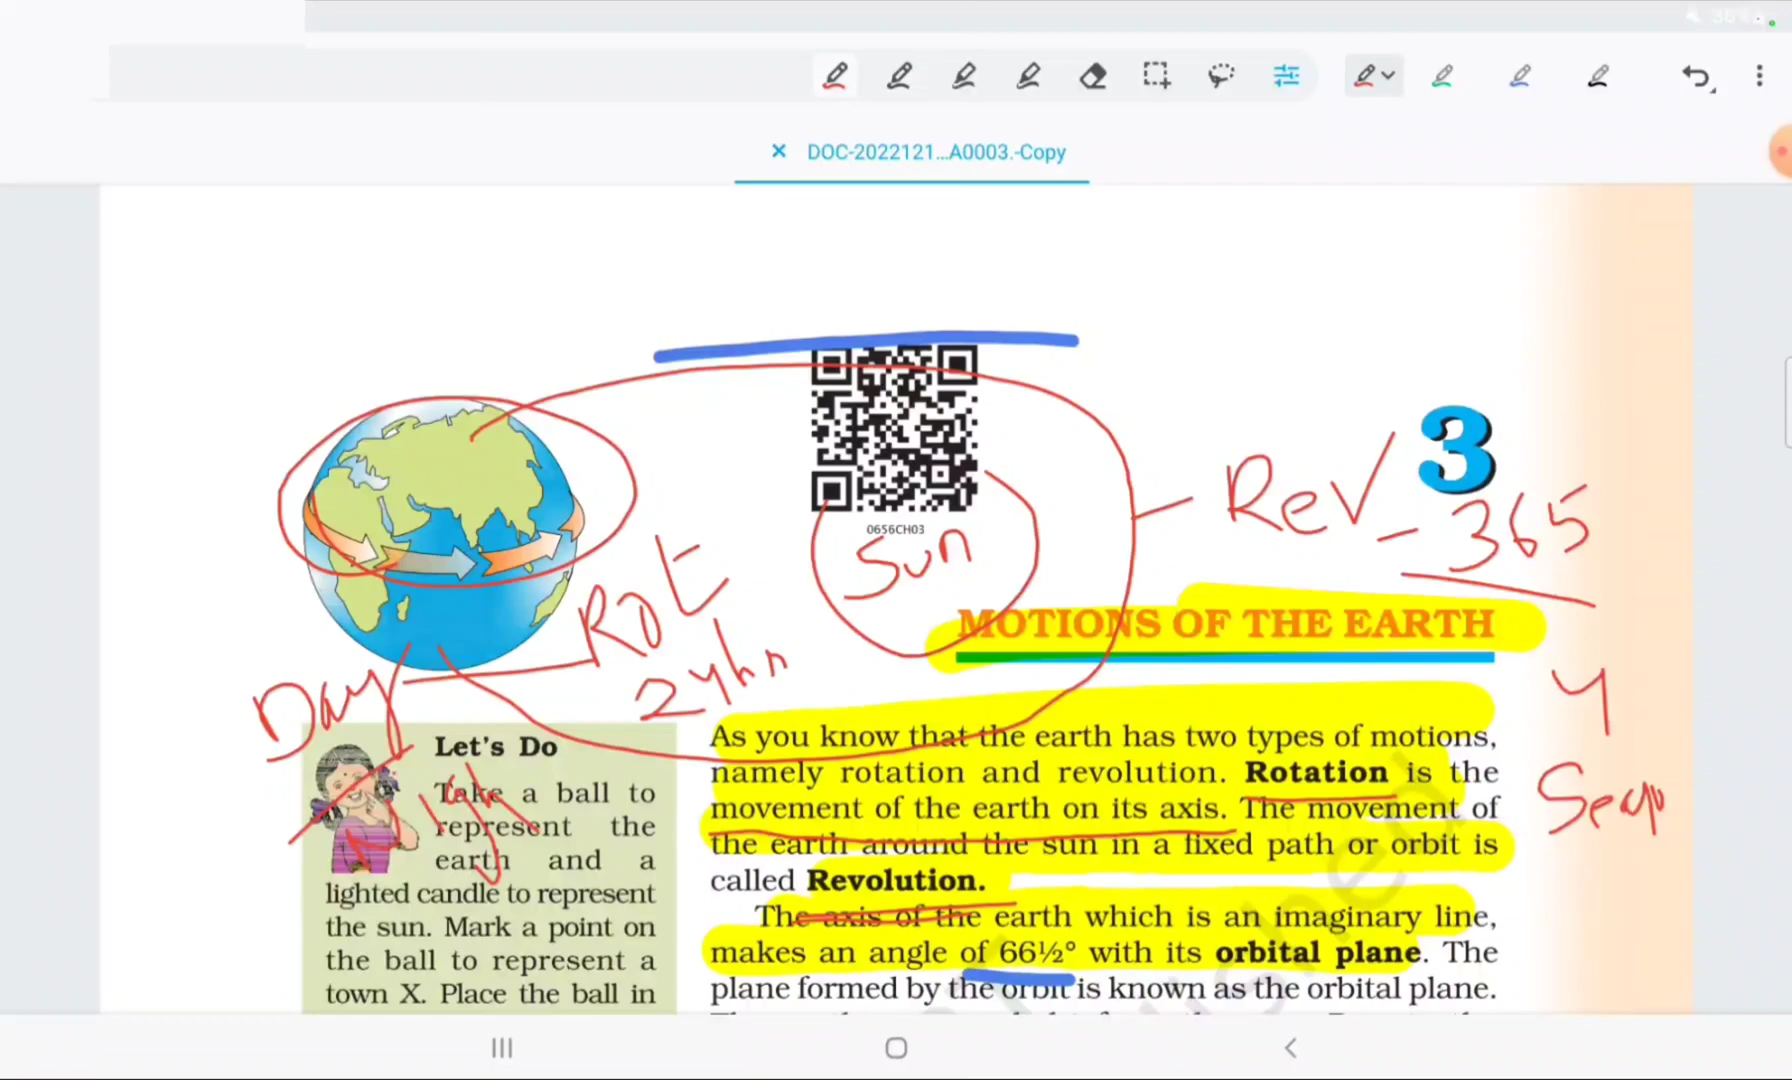 DOC-2022121...A0003.-Copy
3
0656CH03
Sun
Rev
- 365
Rot
24hr
Day
Night
4
MOTIONS OF THE EARTH
Let's Do
Take a ball to
represent the
earth and a
lighted candle to represent
the sun. Mark a point on
the ball to represent a
town X. Place the ball in
As you know that the earth has two types of motions,
namely rotation and revolution. Rotation is the
movement of the earth on its axis. The movement of
the earth around the sun in a fixed path or orbit is
called Revolution.
The axis of the earth which is an imaginary line,
makes an angle of 66½° with its orbital plane. The
plane formed by the orbit is known as the orbital plane.